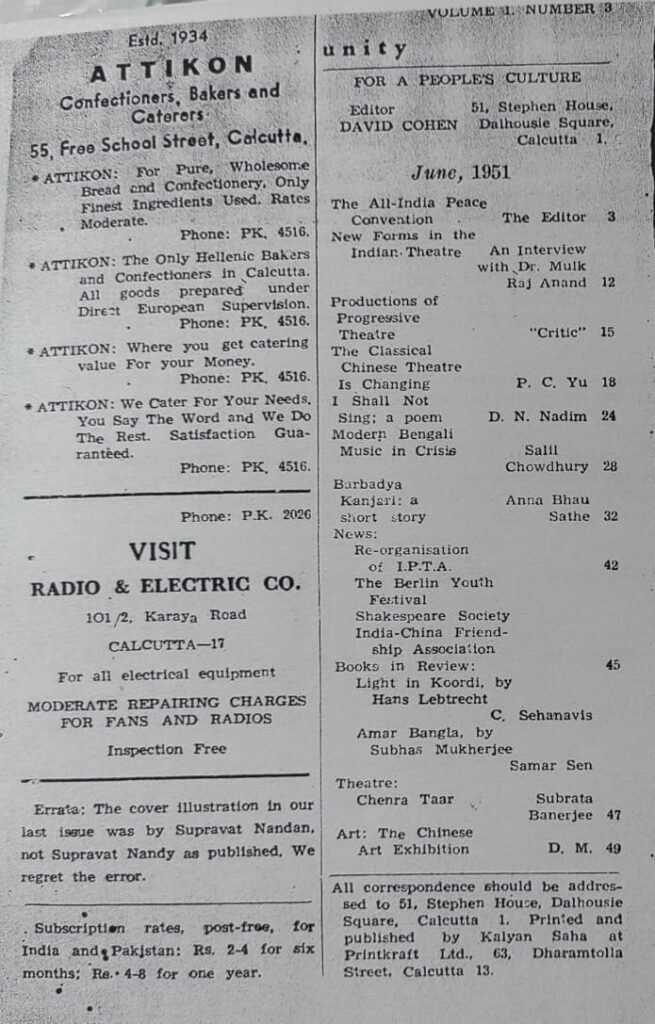 Estd. 1934
ATTIKON
Confectioners, Bakers and
Caterers
55, Free School Street, Calcutta.
* ATTIKON: For Pure, Wholesome
Bread and Confectionery. Only
Finest Ingredients Used. Rates
Moderate.
Phone: PK. 4516.
* ATTIKON: The Only Hellenic Bakers
and Confectioners in Calcutta.
All goods prepared under
Direct European Supervision.
Phone: PK. 4516.
* ATTIKON: Where you get catering
value For your Money.
Phone: PK. 4516.
* ATTIKON: We Cater For Your Needs.
You Say The Word and We Do
The Rest. Satisfaction Gua-
ranteed.
Phone: PK. 4516.
Phone: P.K. 2026
VISIT
RADIO & ELECTRIC CO.
101/2, Karaya Road
CALCUTTA—17
For all electrical equipment
MODERATE REPAIRING CHARGES
FOR FANS AND RADIOS
Inspection Free
Errata: The cover illustration in our
last issue was by Supravat Nandan,
not Supravat Nandy as published. We
regret the error.
Subscription rates, post-free, for
India and Pakistan: Rs. 2-4 for six
months; Rs. 4-8 for one year.
VOLUME 1. NUMBER 3
unity
FOR A PEOPLE'S CULTURE
Editor 51, Stephen House,
DAVID COHEN Dalhousie Square,
Calcutta 1.
June, 1951
The All-India Peace
Convention The Editor 3
New Forms in the
Indian Theatre An Interview
with Dr. Mulk
Raj Anand 12
Productions of
Progressive
Theatre "Critic" 15
The Classical
Chinese Theatre
Is Changing P. C. Yu 18
I Shall Not
Sing; a poem D. N. Nadim 24
Modern Bengali
Music in Crisis Salil
Chowdhury 28
Barbadya
Kanjari: a Anna Bhau
short story Sathe 32
News:
Re-organisation
of I.P.T.A. 42
The Berlin Youth
Festival
Shakespeare Society
India-China Friend-
ship Association
Books in Review: 45
Light in Koordi, by
Hans Lebtrecht
C. Sehanavis
Amar Bangla, by
Subhas Mukherjee
Samar Sen
Theatre:
Chenra Taar Subrata
Banerjee 47
Art: The Chinese
Art Exhibition D. M. 49
All correspondence should be addres-
sed to 51, Stephen House, Dalhousie
Square, Calcutta 1. Printed and
published by Kalyan Saha at
Printkraft Ltd., 63, Dharamtolla
Street, Calcutta 13.